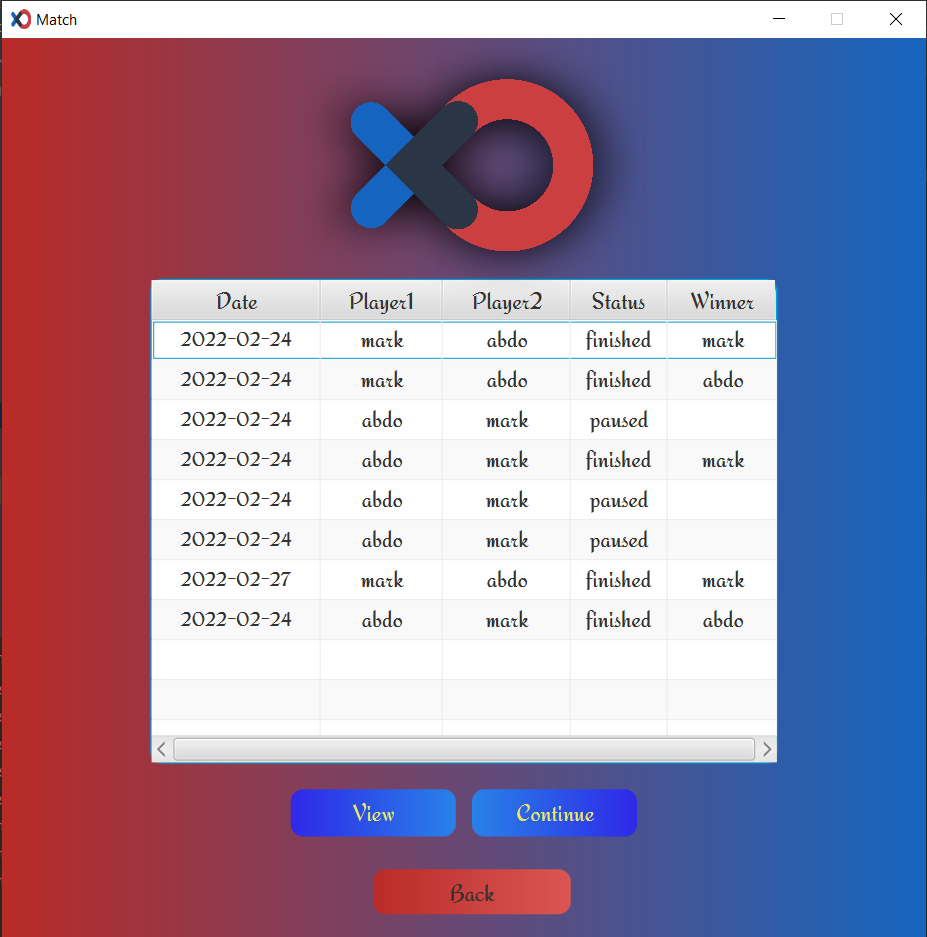 Match
Date Player1 Player2 Status Winner
2022-02-24 mark abdo finished mark
2022-02-24 mark abdo finished abdo
2022-02-24 abdo mark paused
2022-02-24 abdo mark finished mark
2022-02-24 abdo mark paused
2022-02-24 abdo mark paused
2022-02-27 mark abdo finished mark
2022-02-24 abdo mark finished abdo
View Continue
Back